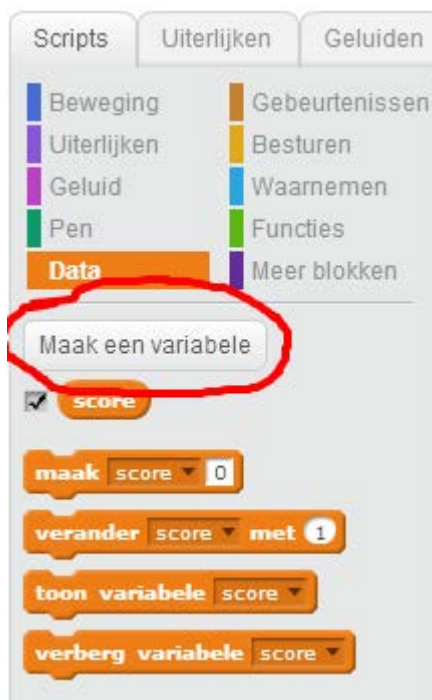 Scripts Uiterlijken Geluiden
Beweging Gebeurtenissen
Uiterlijken Besturen
Geluid Waarnemen
Pen Functies
Data Meer blokken
Maak een variabele
score
maak score 0
verander score met 1
toon variabele score
verberg variabele score